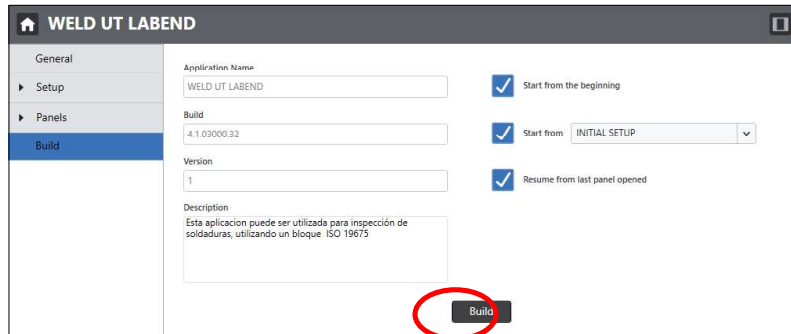 WELD UT LABEND
General
Setup
Panels
Build
Application Name
WELD UT LABEND
Build
4.1.03000.32
Version
1
Description
Esta aplicacion puede ser utilizada para inspección de
soldaduras, utilizando un bloque ISO 19675
Start from the beginning
Start from INITIAL SETUP
Resume from last panel opened
Build